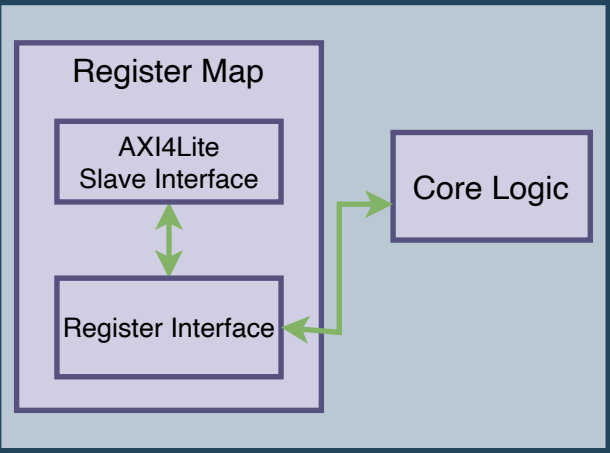 Register Map
AXI4Lite
Slave Interface
Core Logic
Register Interface